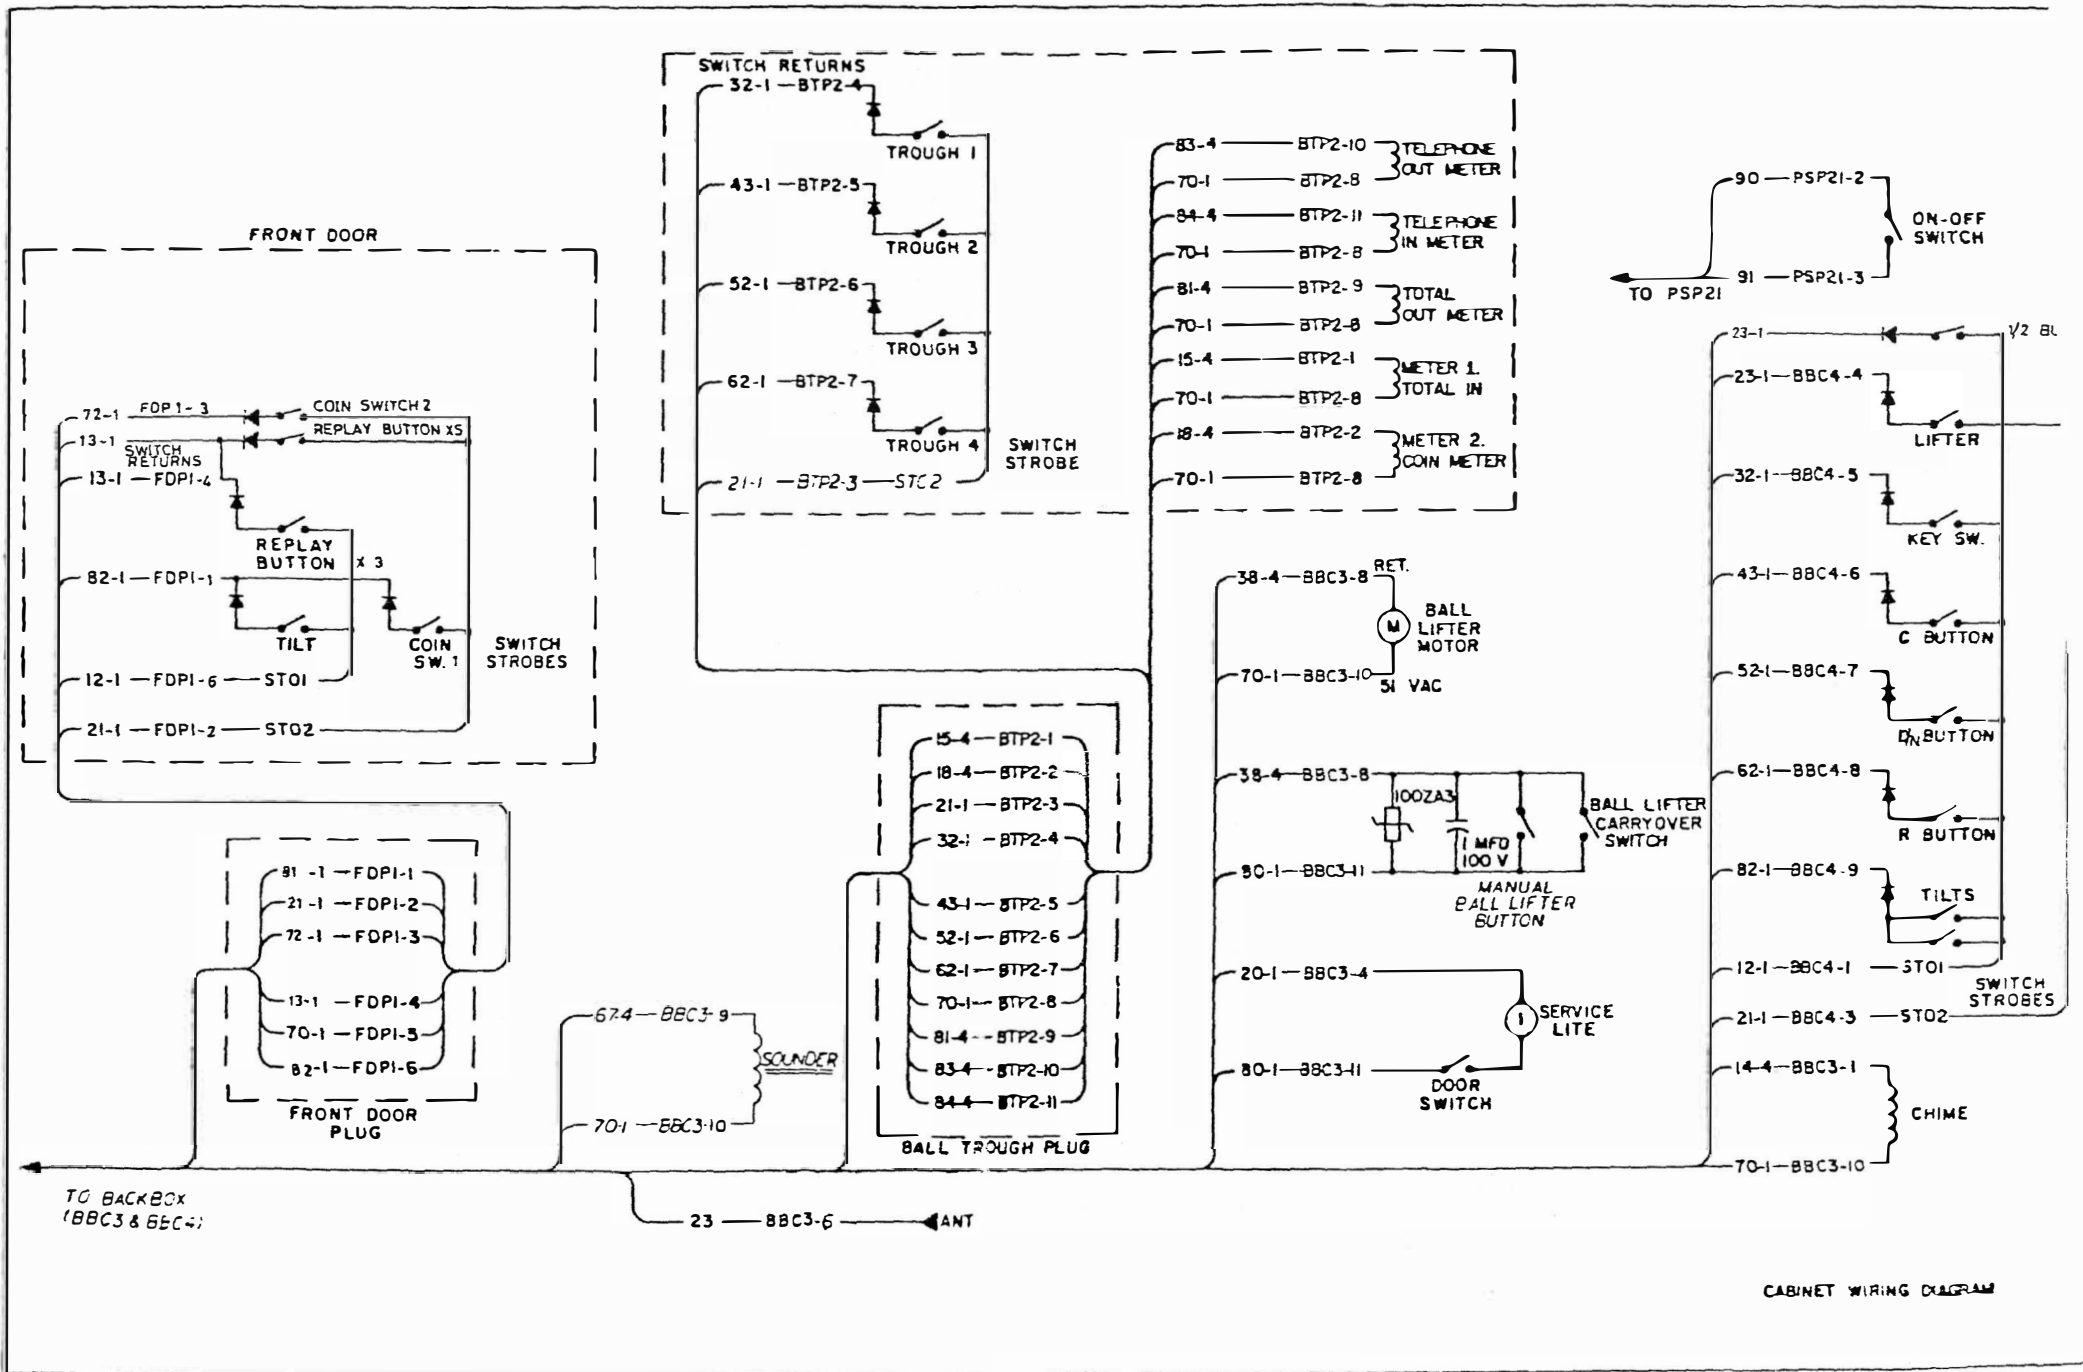 SWITCH RETURNS
32-1 BTP2-4
TROUGH 1
43-1 BTP2-5
TROUGH 2
52-1 BTP2-6
TROUGH 3
62-1 BTP2-7
TROUGH 4
SWITCH
STROBE
21-1 BTP2-3
83-4 BTP2-10
70-1 BTP2-8
TELEPHONE
OUT METER
84-4 BTP2-11
70-1 BTP2-8
TELEPHONE
IN METER
81-4 BTP2-9
70-1 BTP2-8
TOTAL
OUT METER
15-4 BTP2-1
70-1 BTP2-8
METER 1.
TOTAL IN
18-4 BTP2-2
70-1 BTP2-8
METER 2.
COIN METER
90 PSP21-2
ON-OFF
SWITCH
91 PSP21-3
TO PSP21
FRONT DOOR
72-1 FDP1-3
COIN SWITCH 2
13-1
REPLAY BUTTON X5
SWITCH
RETURNS
13-1 FDP1-4
REPLAY
BUTTON
X 3
82-1 FDP1-1
TILT
COIN
SW. 1
SWITCH
STROBES
12-1 FDP1-6 STO1
21-1 FDP1-2 STO2
FRONT DOOR
PLUG
FDP1-1
21-1 FDP1-2
72-1 FDP1-3
13-1 FDP1-4
70-1 FDP1-5
82-1 FDP1-6
67-4 BBC3-9
SOUNDER
70-1 BBC3-10
15-4 BTP2-1
18-4 BTP2-2
21-1 BTP2-3
32-1 BTP2-4
43-1 BTP2-5
52-1 BTP2-6
62-1 BTP2-7
70-1 BTP2-8
81-4 BTP2-9
83-4 BTP2-10
84-4 BTP2-11
BALL TROUGH PLUG
38-4 BBC3-8
RET.
M
BALL
LIFTER
MOTOR
70-1 BBC3-10
51 VAC
38-4 BBC3-8
100ZA3
1 MFD
100 V
BALL LIFTER
CARRYOVER
SWITCH
BBC3-11
MANUAL
BALL LIFTER
BUTTON
20-1 BBC3-4
SERVICE
LITE
80-1 BBC3-11
DOOR
SWITCH
23-1
1/2 BL
23-1 BBC4-4
LIFTER
32-1 BBC4-5
KEY SW.
43-1 BBC4-6
C BUTTON
52-1 BBC4-7
D/N BUTTON
62-1 BBC4-8
R BUTTON
82-1 BBC4-9
TILTS
12-1 BBC4-1 STO1
SWITCH
STROBES
21-1 BBC4-3 STO2
14-4 BBC3-1
CHIME
70-1 BBC3-10
TO BACKBOX
(BBC3 & BBC4)
23 BBC3-6 ANT
CABINET WIRING DIAGRAM